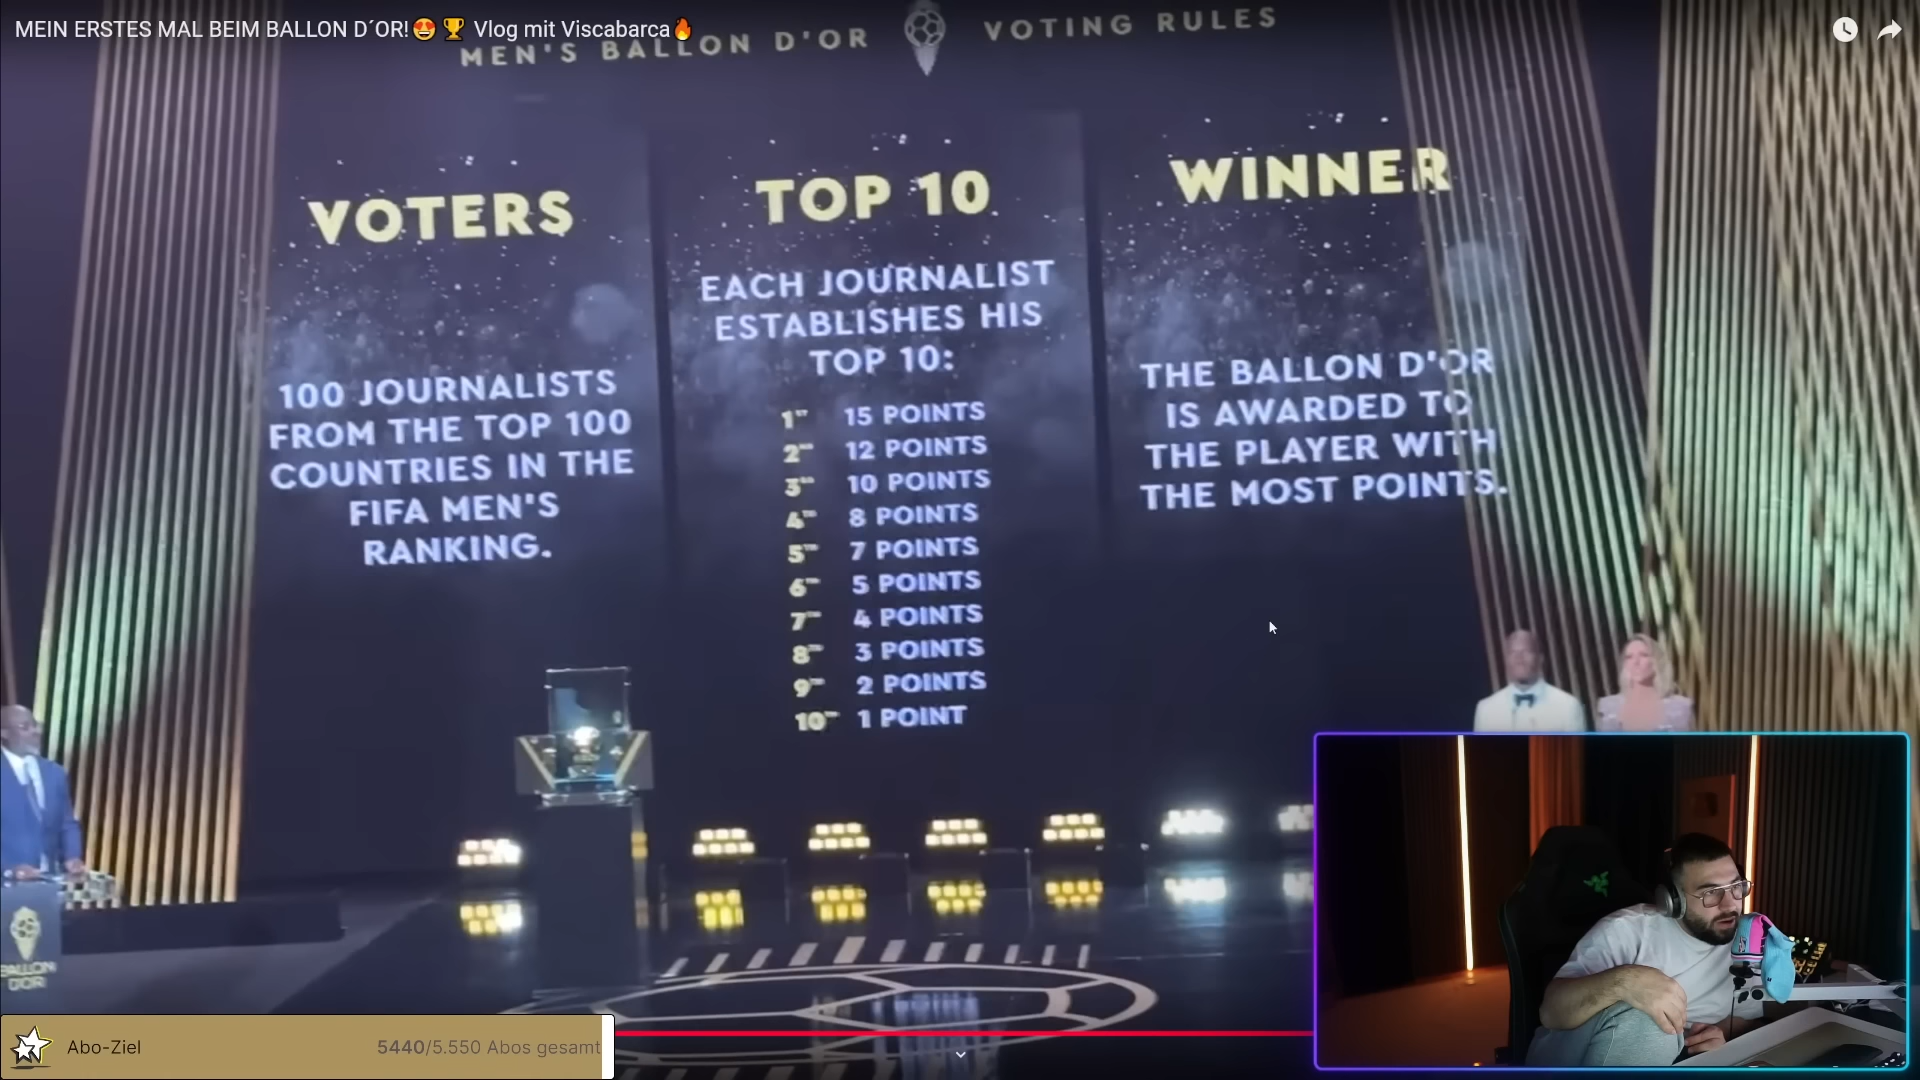 MEIN ERSTES MAL BEIM BALLON D´OR!😍🏆 Vlog mit Viscabarca🔥
MEN'S BALLON D'OR VOTING RULES
VOTERS
100 JOURNALISTS
FROM THE TOP 100
COUNTRIES IN THE
FIFA MEN'S
RANKING.
TOP 10
EACH JOURNALIST
ESTABLISHES HIS
TOP 10:
1ST 15 POINTS
2ND 12 POINTS
3RD 10 POINTS
4TH 8 POINTS
5TH 7 POINTS
6TH 5 POINTS
7TH 4 POINTS
8TH 3 POINTS
9TH 2 POINTS
10TH 1 POINT
WINNER
THE BALLON D'OR
IS AWARDED TO
THE PLAYER WITH
THE MOST POINTS.
BALLON
D'OR
Abo-Ziel 5440/5.550 Abos gesamt